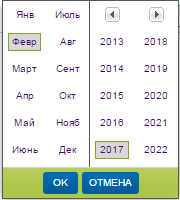 Янв Июль
Февр Авг 2013 2018
Март Сент 2014 2019
Апр Окт 2015 2020
Май Нояб 2016 2021
Июнь Дек 2017 2022
OK ОТМЕНА